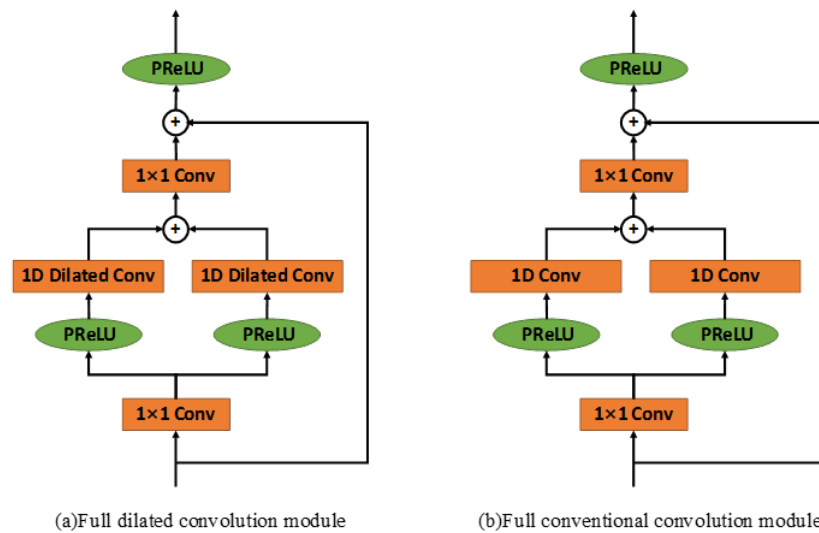 PReLU
+
1×1 Conv
+
1D Dilated Conv 1D Dilated Conv
PReLU PReLU
1×1 Conv
(a)Full dilated convolution module
PReLU
+
1×1 Conv
+
1D Conv 1D Conv
PReLU PReLU
1×1 Conv
(b)Full conventional convolution module